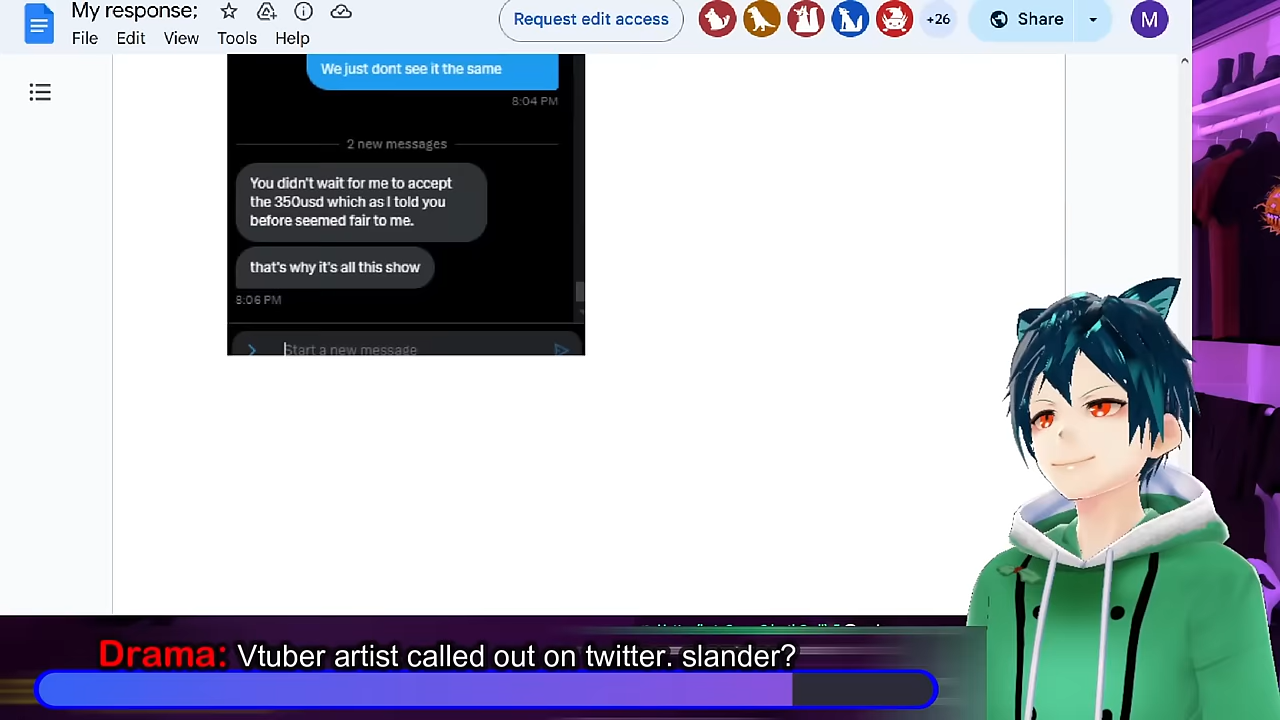 My response:
Request edit access
+26
Share
M
File Edit View Tools Help
We just dont see it the same
8:04 PM
2 new messages
You didn't wait for me to accept
the 350usd which as I told you
before seemed fair to me.
that's why it's all this show
8:06 PM
Start a new message
Drama: Vtuber artist called out on twitter. slander?